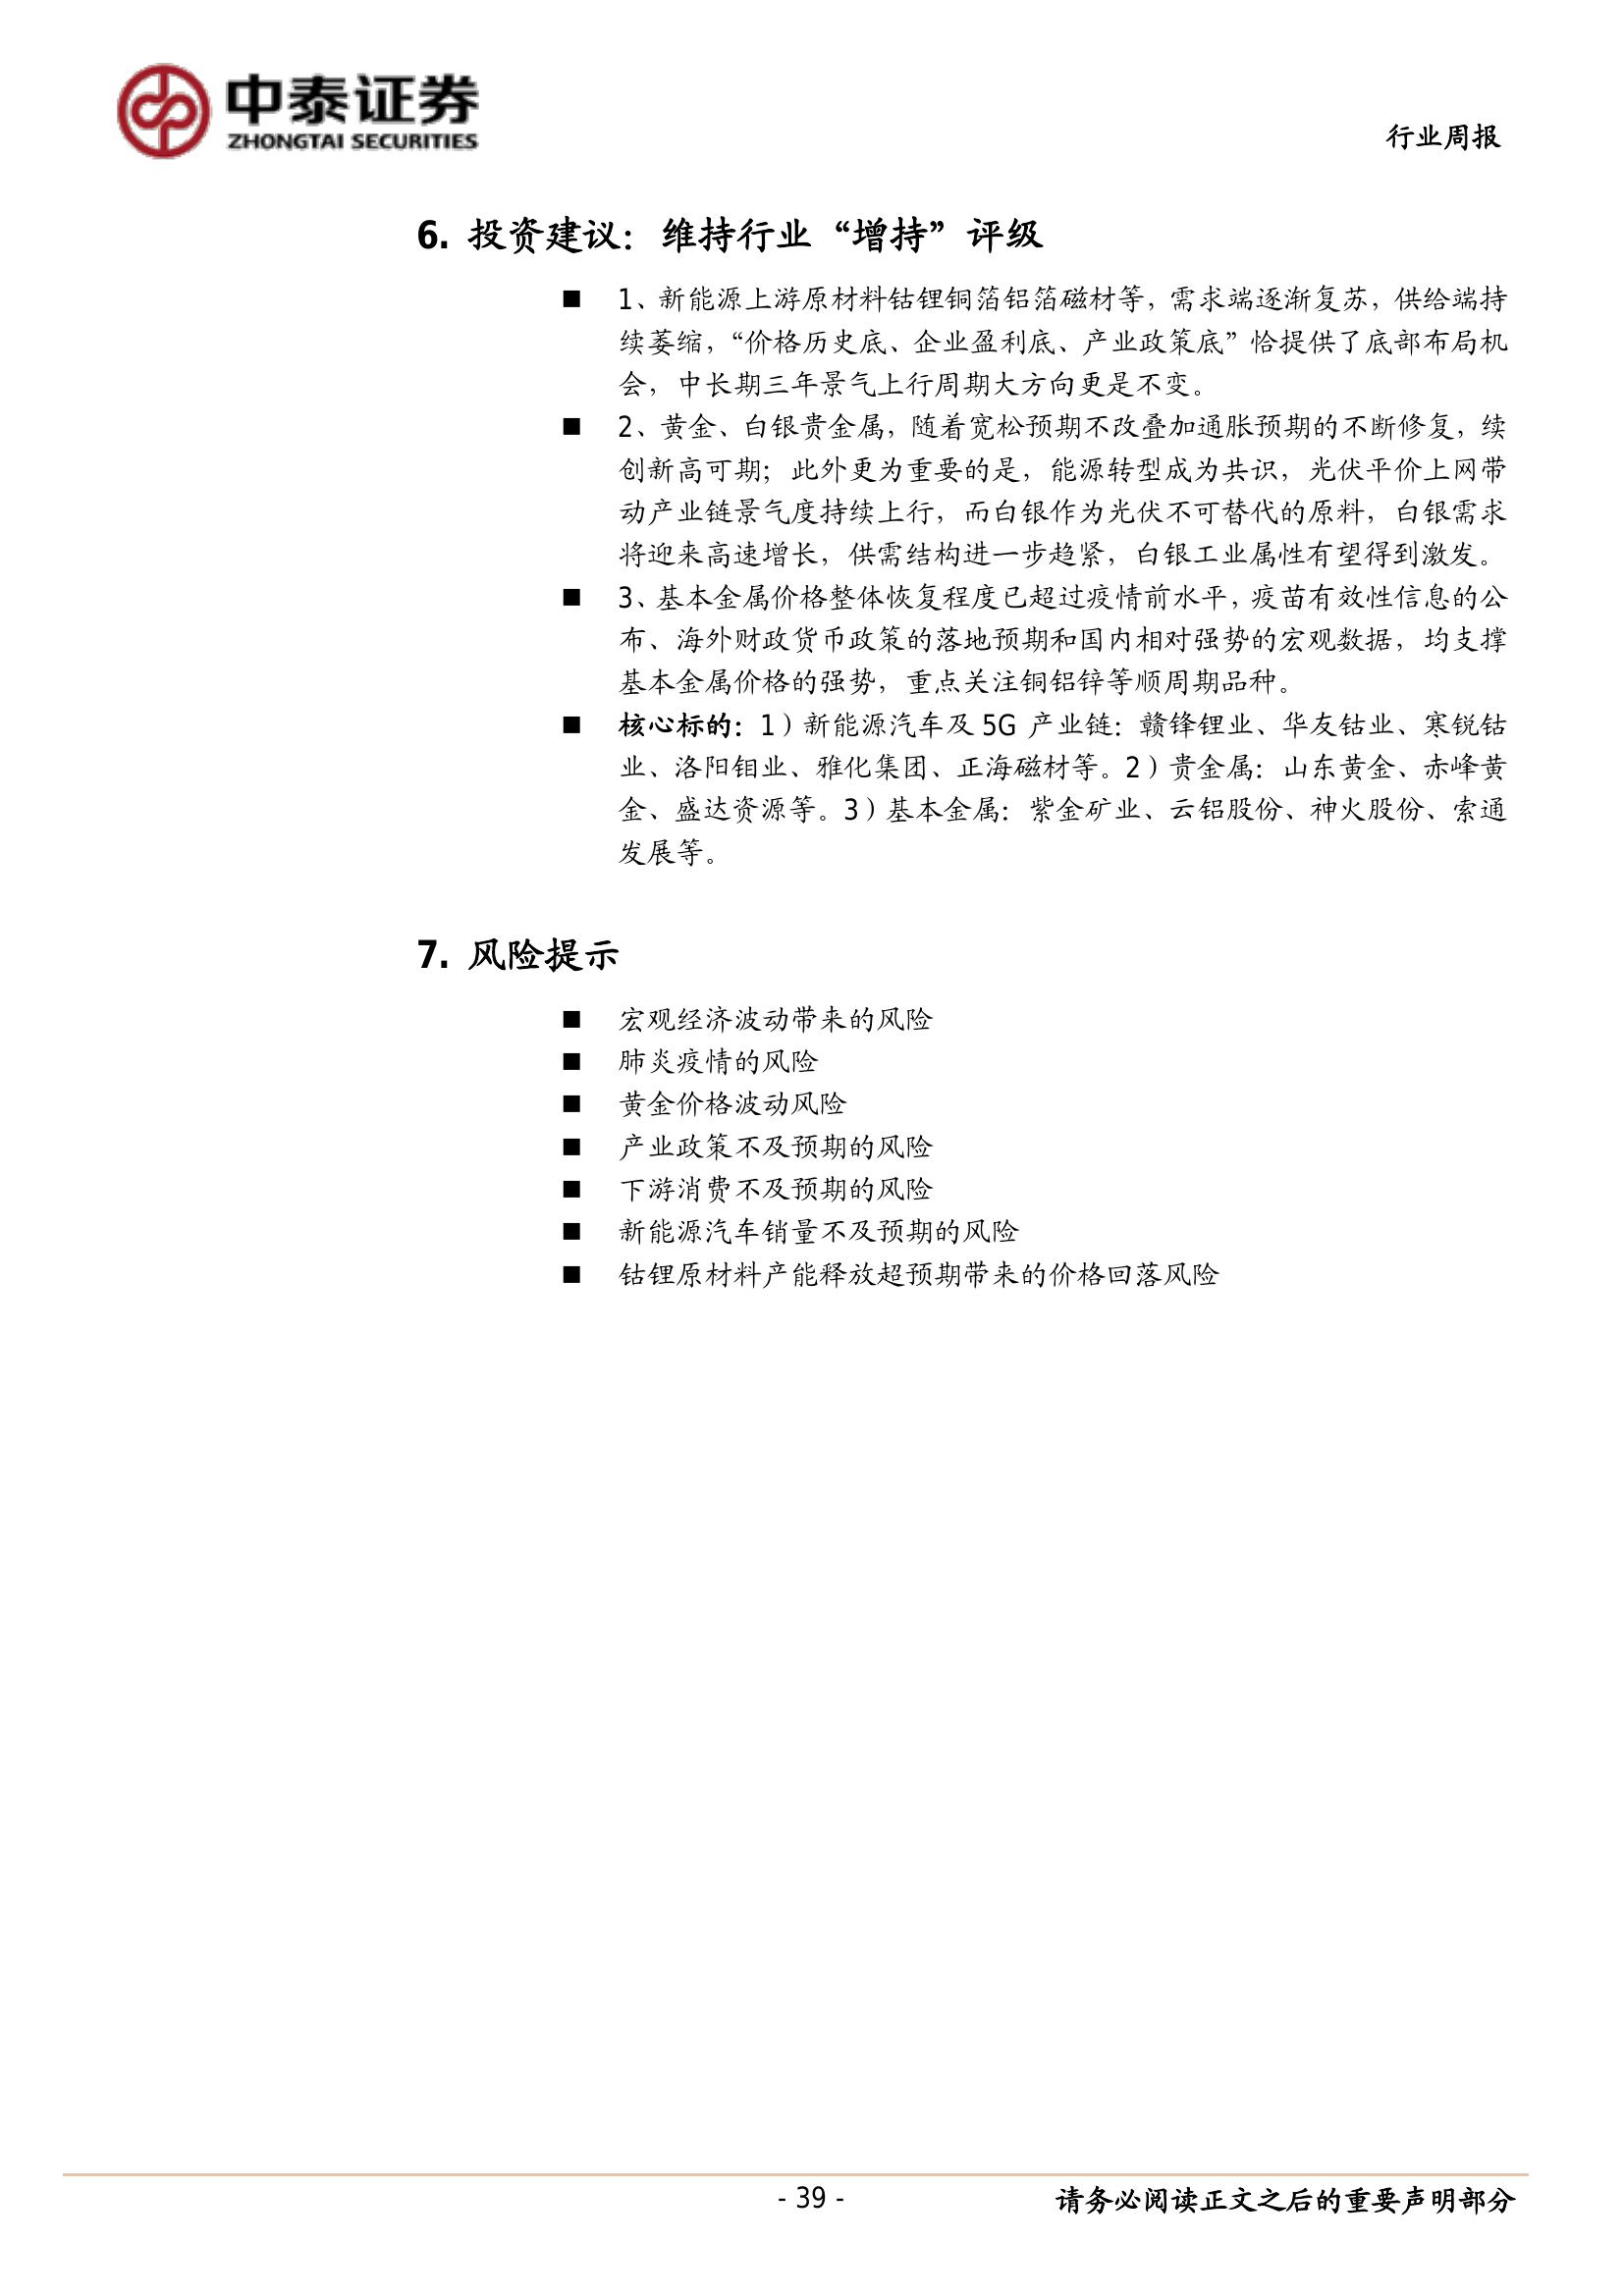 中泰证券
ZHONGTAI SECURITIES
行业周报
6. 投资建议：维持行业“增持”评级
■ 1、新能源上游原材料钴锂铜箔铝箔磁材等，需求端逐渐复苏，供给端持
续萎缩，“价格历史底、企业盈利底、产业政策底”恰提供了底部布局机
会，中长期三年景气上行周期大方向更是不变。
■ 2、黄金、白银贵金属，随着宽松预期不改叠加通胀预期的不断修复，续
创新高可期；此外更为重要的是，能源转型成为共识，光伏平价上网带
动产业链景气度持续上行，而白银作为光伏不可替代的原料，白银需求
将迎来高速增长，供需结构进一步趋紧，白银工业属性有望得到激发。
■ 3、基本金属价格整体恢复程度已超过疫情前水平，疫苗有效性信息的公
布、海外财政货币政策的落地预期和国内相对强势的宏观数据，均支撑
基本金属价格的强势，重点关注铜铝锌等顺周期品种。
■ 核心标的：1）新能源汽车及 5G 产业链：赣锋锂业、华友钴业、寒锐钴
业、洛阳钼业、雅化集团、正海磁材等。2）贵金属：山东黄金、赤峰黄
金、盛达资源等。3）基本金属：紫金矿业、云铝股份、神火股份、索通
发展等。
7. 风险提示
■ 宏观经济波动带来的风险
■ 肺炎疫情的风险
■ 黄金价格波动风险
■ 产业政策不及预期的风险
■ 下游消费不及预期的风险
■ 新能源汽车销量不及预期的风险
■ 钴锂原材料产能释放超预期带来的价格回落风险
- 39 -
请务必阅读正文之后的重要声明部分